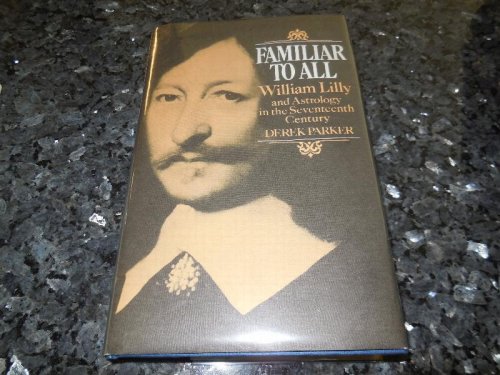 FAMILIAR
TO ALL
William Lilly
and Astrology
in the Seventeenth
Century
DEREK PARKER